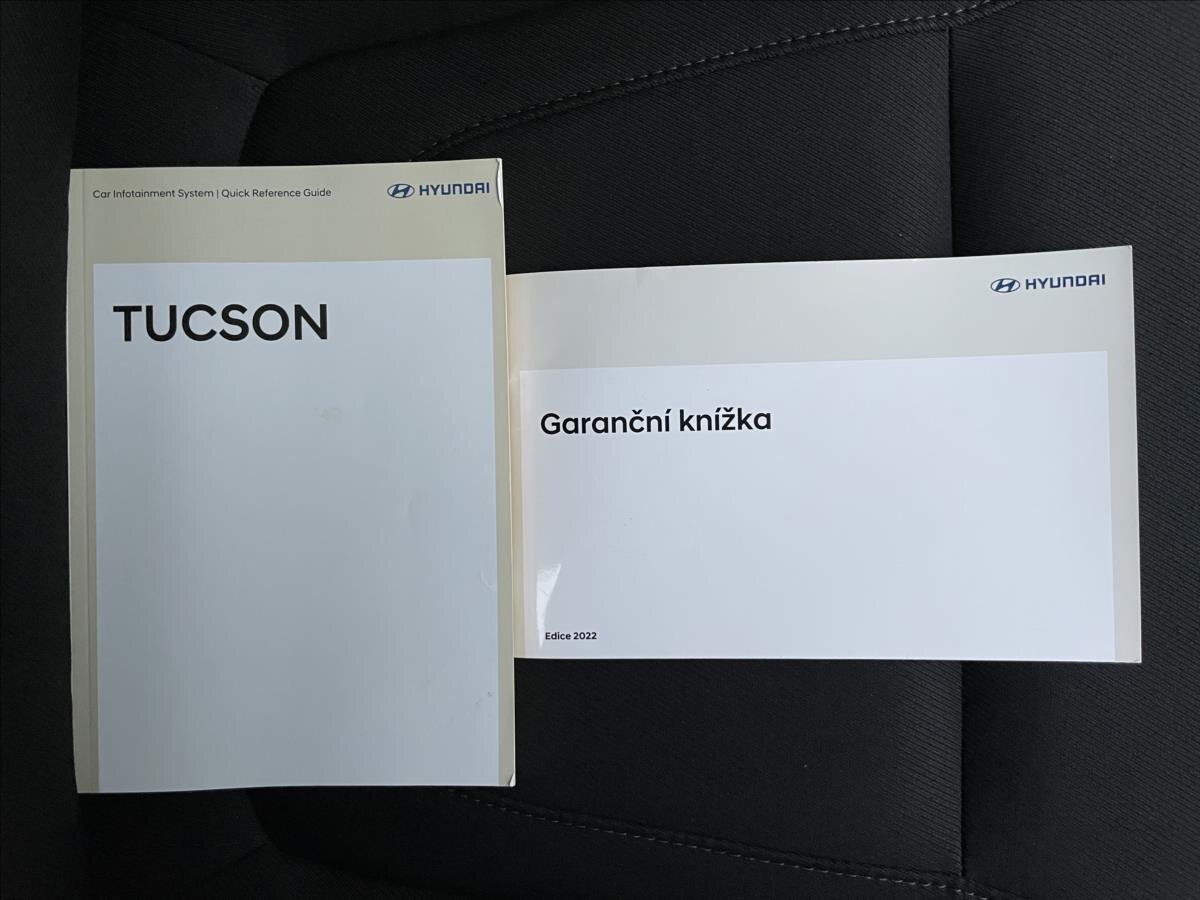 Car Infotainment System | Quick Reference Guide
HYUNDAI
TUCSON
HYUNDAI
Garanční knížka
Edice 2022